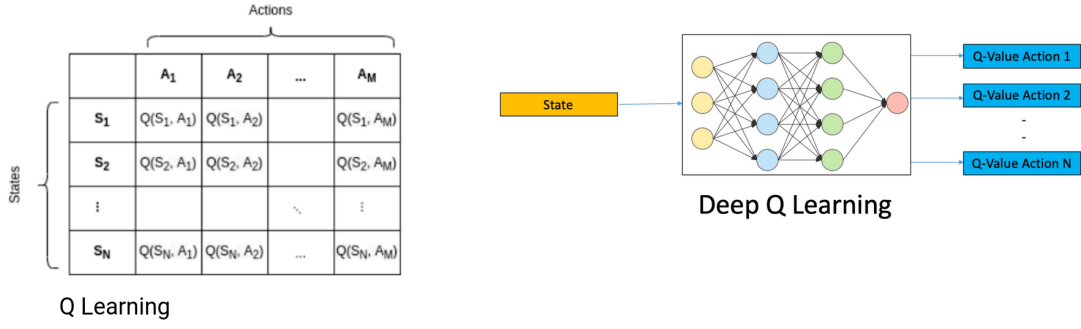 Actions
A1 A2 ... AM
States
S1 Q(S1, A1) Q(S1, A2) Q(S1, AM)
S2 Q(S2, A1) Q(S2, A2) Q(S2, AM)
⋮ ⋱ ⋮
SN Q(SN, A1) Q(SN, A2) ... Q(SN, AM)
Q Learning
State
Q-Value Action 1
Q-Value Action 2
-
-
Q-Value Action N
Deep Q Learning